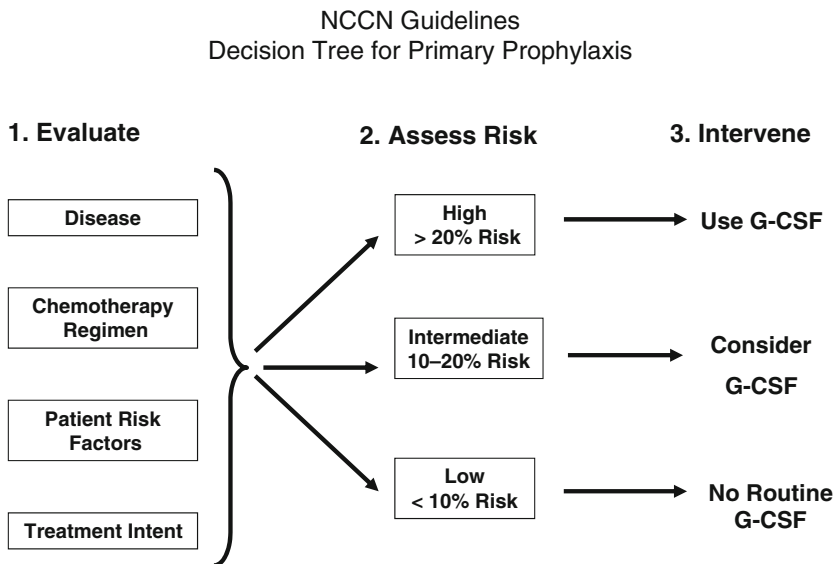 NCCN Guidelines
Decision Tree for Primary Prophylaxis
1. Evaluate
2. Assess Risk
3. Intervene
Disease
Chemotherapy
Regimen
Patient Risk
Factors
Treatment Intent
High
> 20% Risk
Intermediate
10–20% Risk
Low
< 10% Risk
Use G-CSF
Consider
G-CSF
No Routine
G-CSF